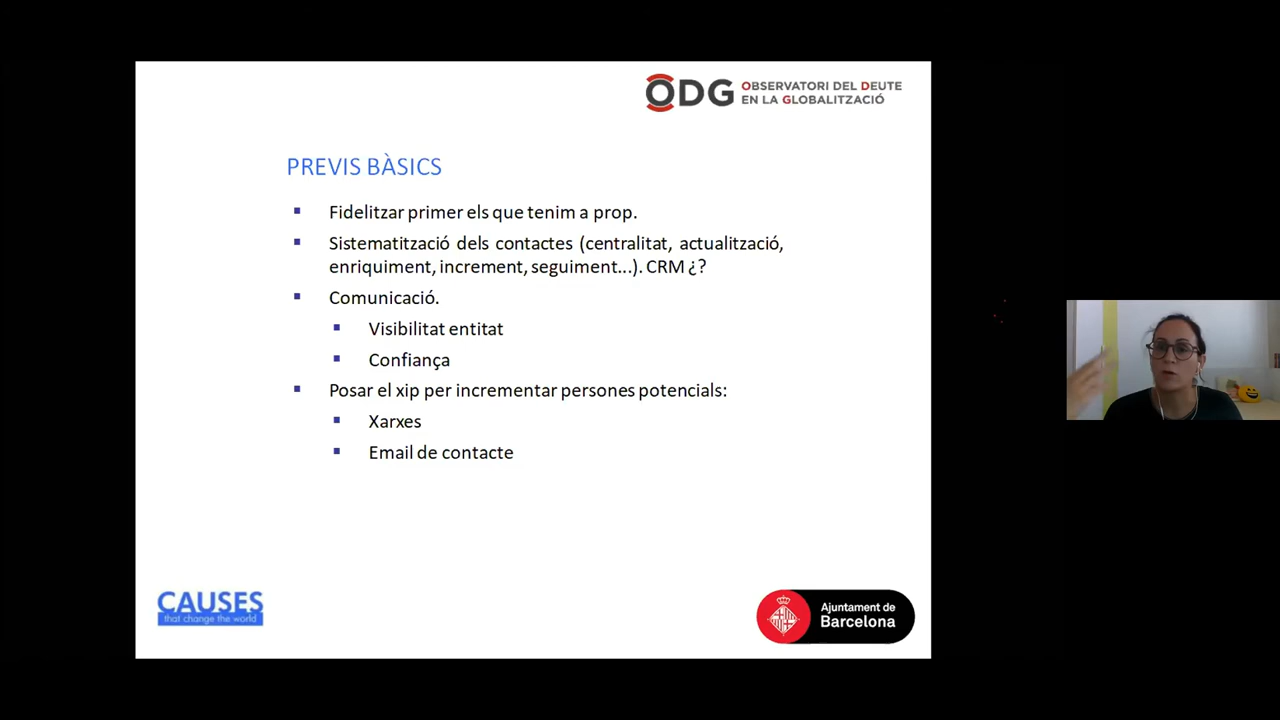 ODG OBSERVATORI DEL DEUTE
EN LA GLOBALITZACIÓ
PREVIS BÀSICS
Fidelitzar primer els que tenim a prop.
Sistematització dels contactes (centralitat, actualització,
enriquiment, increment, seguiment...). CRM ¿?
Comunicació.
Visibilitat entitat
Confiança
Posar el xip per incrementar persones potencials:
Xarxes
Email de contacte
CAUSES
that change the world
Ajuntament de
Barcelona